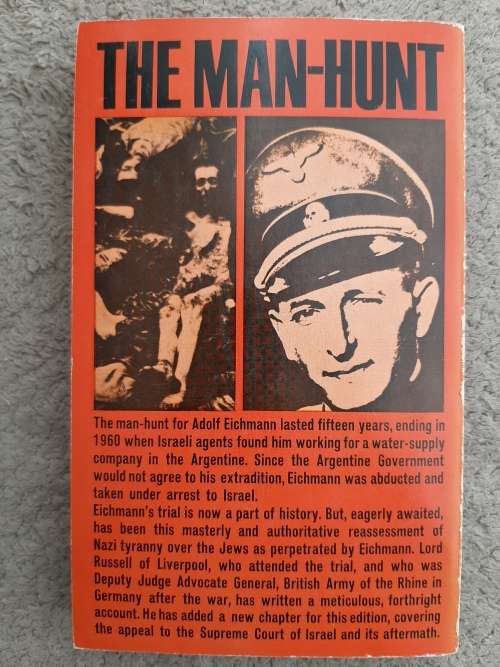 THE MAN-HUNT
The man-hunt for Adolf Eichmann lasted fifteen years, ending in
1960 when Israeli agents found him working for a water-supply
company in the Argentine. Since the Argentine Government
would not agree to his extradition, Eichmann was abducted and
taken under arrest to Israel.
Eichmann's trial is now a part of history. But, eagerly awaited,
has been this masterly and authoritative reassessment of
Nazi tyranny over the Jews as perpetrated by Eichmann. Lord
Russell of Liverpool, who attended the trial, and who was
Deputy Judge Advocate General, British Army of the Rhine in
Germany after the war, has written a meticulous, forthright
account. He has added a new chapter for this edition, covering
the appeal to the Supreme Court of Israel and its aftermath.